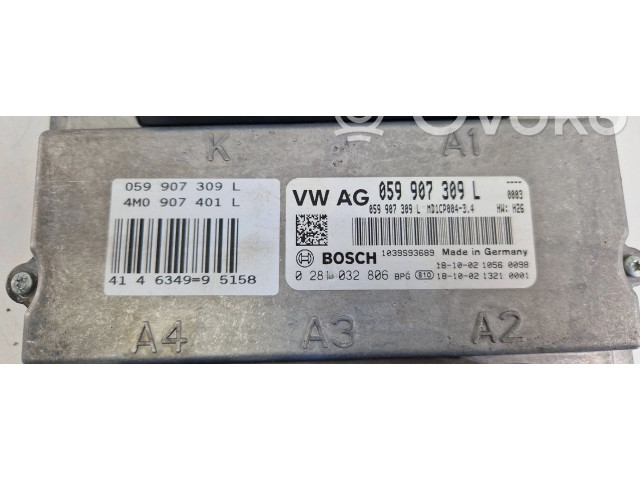 Ovoko
K
A1
059 907 309 L
4M0 907 401 L
41 4 6349=9 5158
VW AG 059 907 309 L
----
0003
059 907 309 L MD1CP004-3.4 HW: H26
1039S93689 Made in Germany
BOSCH
18-10-02 1056 0098
0 281 032 806 BPG S10 18-10-02 1321 0001
A4
A3
A2